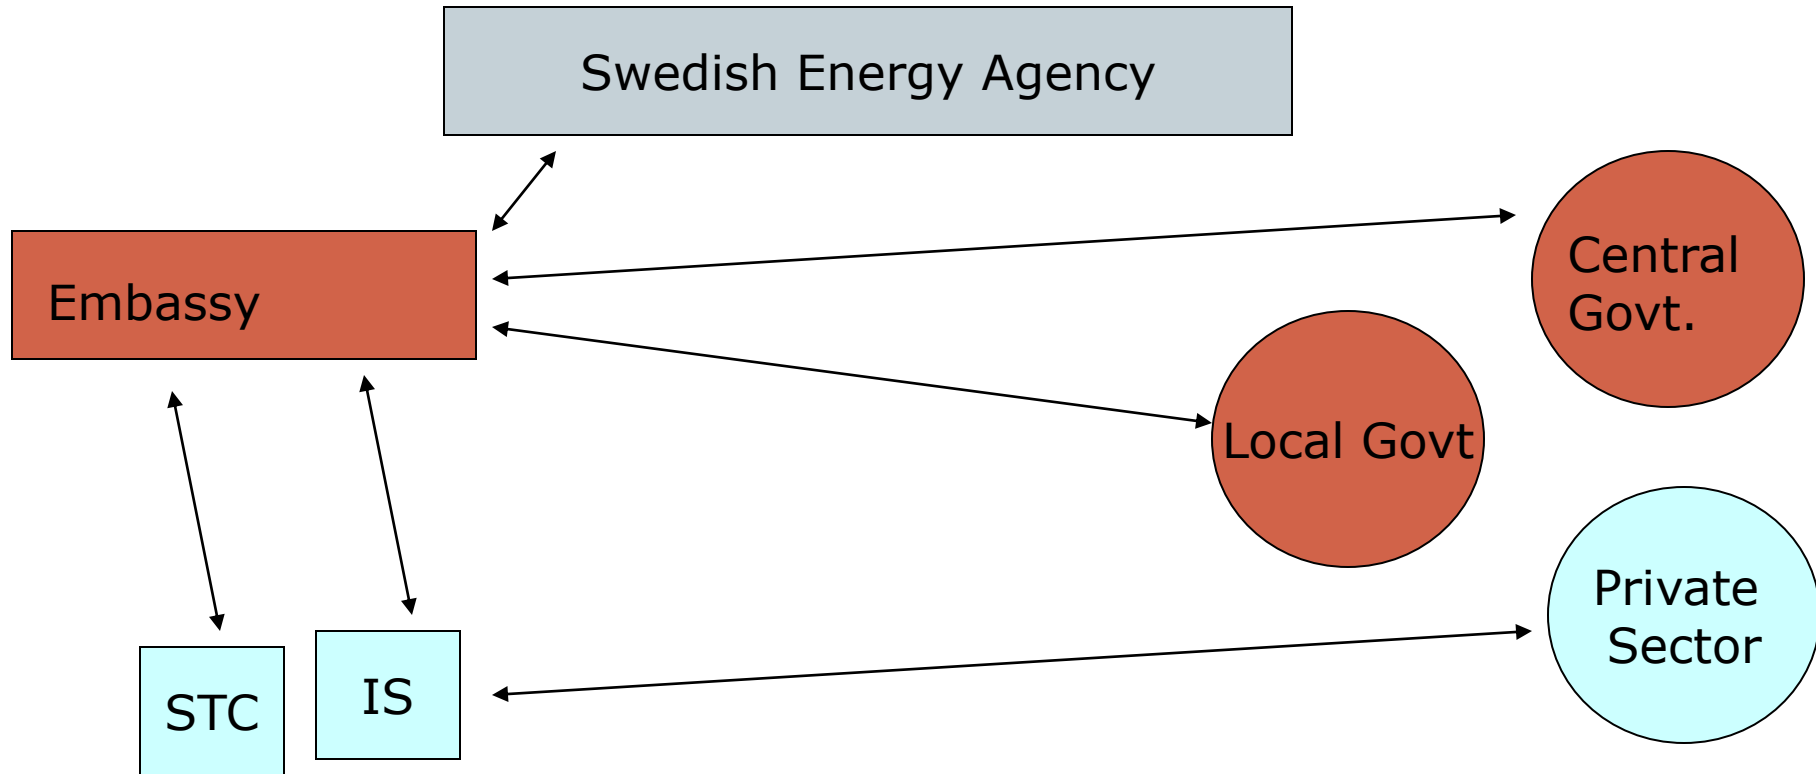 Swedish Energy Agency
Embassy
Central
Govt.
Local Govt
Private
Sector
STC
IS